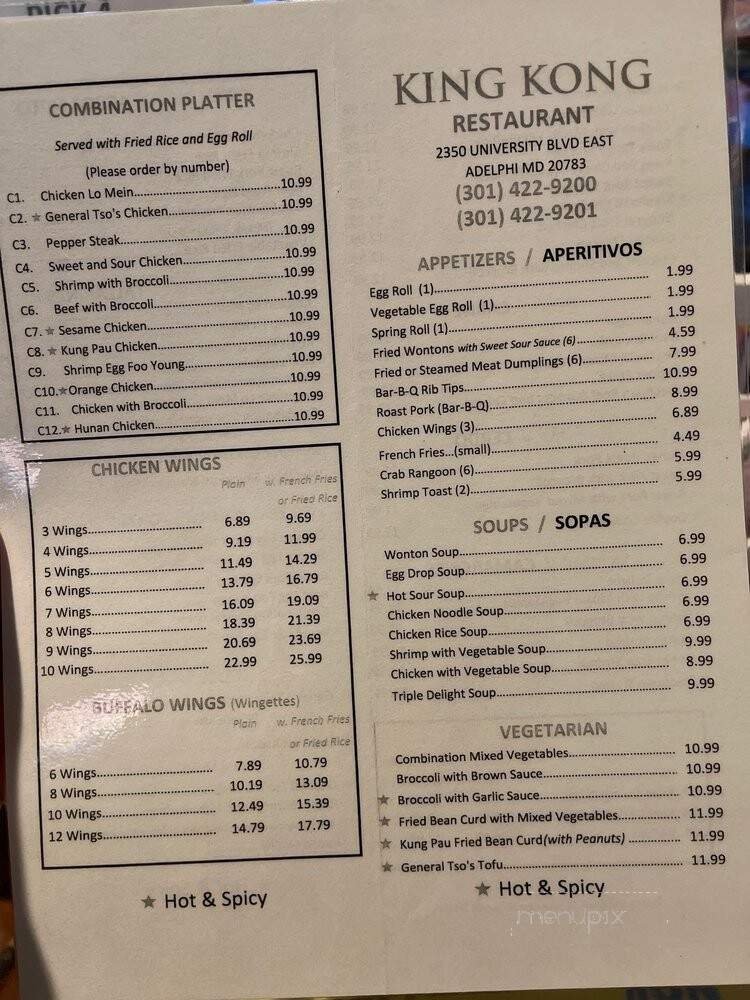 PICK 4
COMBINATION PLATTER
Served with Fried Rice and Egg Roll
(Please order by number)
C1. Chicken Lo Mein 10.99
C2. ★ General Tso's Chicken 10.99
C3. Pepper Steak 10.99
C4. Sweet and Sour Chicken 10.99
C5. Shrimp with Broccoli 10.99
C6. Beef with Broccoli 10.99
C7. ★ Sesame Chicken 10.99
C8. ★ Kung Pau Chicken 10.99
C9. Shrimp Egg Foo Young 10.99
C10.★Orange Chicken 10.99
C11. Chicken with Broccoli 10.99
C12.★ Hunan Chicken 10.99
CHICKEN WINGS
Plain w. French Fries
or Fried Rice
3 Wings 6.89 9.69
4 Wings 9.19 11.99
5 Wings 11.49 14.29
6 Wings 13.79 16.79
7 Wings 16.09 19.09
8 Wings 18.39 21.39
9 Wings 20.69 23.69
10 Wings 22.99 25.99
BUFFALO WINGS (Wingettes)
Plain w. French Fries
or Fried Rice
6 Wings 7.89 10.79
8 Wings 10.19 13.09
10 Wings 12.49 15.39
12 Wings 14.79 17.79
★ Hot & Spicy
KING KONG
RESTAURANT
2350 UNIVERSITY BLVD EAST
ADELPHI MD 20783
(301) 422-9200
(301) 422-9201
APPETIZERS / APERITIVOS
Egg Roll (1) 1.99
Vegetable Egg Roll (1) 1.99
Spring Roll (1) 1.99
Fried Wontons with Sweet Sour Sauce (6) 4.59
Fried or Steamed Meat Dumplings (6) 7.99
Bar-B-Q Rib Tips 10.99
Roast Pork (Bar-B-Q) 8.99
Chicken Wings (3) 6.89
French Fries...(small) 4.49
Crab Rangoon (6) 5.99
Shrimp Toast (2) 5.99
SOUPS / SOPAS
Wonton Soup 6.99
Egg Drop Soup 6.99
★ Hot Sour Soup 6.99
Chicken Noodle Soup 6.99
Chicken Rice Soup 6.99
Shrimp with Vegetable Soup 9.99
Chicken with Vegetable Soup 8.99
Triple Delight Soup 9.99
VEGETARIAN
Combination Mixed Vegetables 10.99
Broccoli with Brown Sauce 10.99
★ Broccoli with Garlic Sauce 10.99
★ Fried Bean Curd with Mixed Vegetables 11.99
★ Kung Pau Fried Bean Curd(with Peanuts) 11.99
★ General Tso's Tofu 11.99
★ Hot & Spicy
menupix